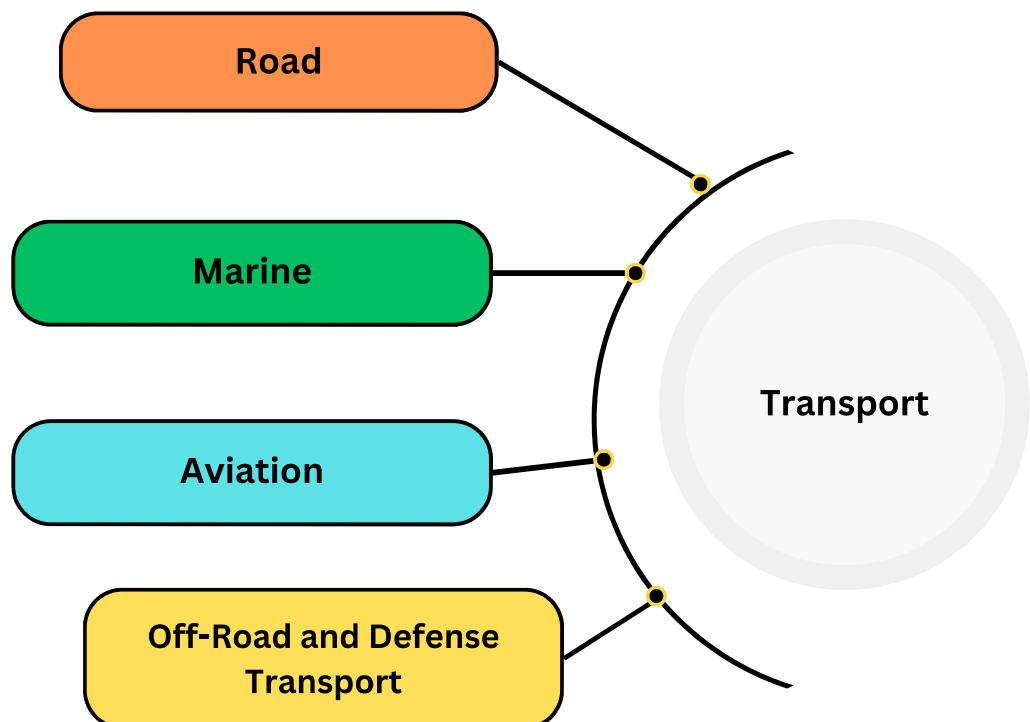 Road
Marine
Transport
Aviation
Off-Road and Defense
Transport